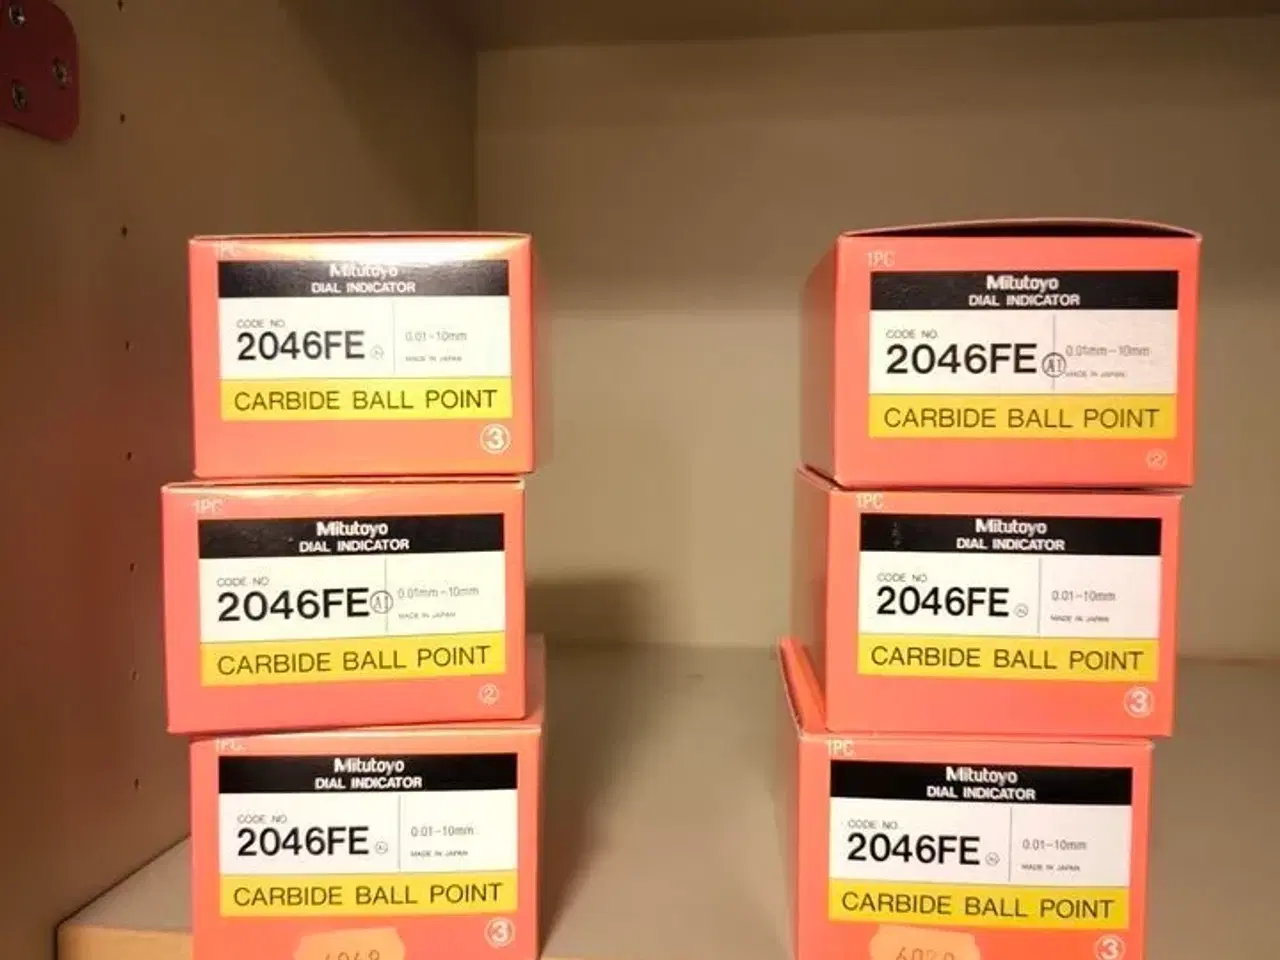 1PC
Mitutoyo
DIAL INDICATOR
CODE NO.
2046FE
0.01-10mm
MADE IN JAPAN
CARBIDE BALL POINT
3
1PC
Mitutoyo
DIAL INDICATOR
CODE NO.
2046FE A1
0.01mm-10mm
MADE IN JAPAN
CARBIDE BALL POINT
2
1PC
Mitutoyo
DIAL INDICATOR
CODE NO.
2046FE
0.01-10mm
MADE IN JAPAN
CARBIDE BALL POINT
3
1PC
Mitutoyo
DIAL INDICATOR
CODE NO.
2046FE A1
0.01mm-10mm
MADE IN JAPAN
CARBIDE BALL POINT
2
1PC
Mitutoyo
DIAL INDICATOR
CODE NO.
2046FE
0.01-10mm
MADE IN JAPAN
CARBIDE BALL POINT
3
1PC
Mitutoyo
DIAL INDICATOR
CODE NO.
2046FE
0.01-10mm
MADE IN JAPAN
CARBIDE BALL POINT
3